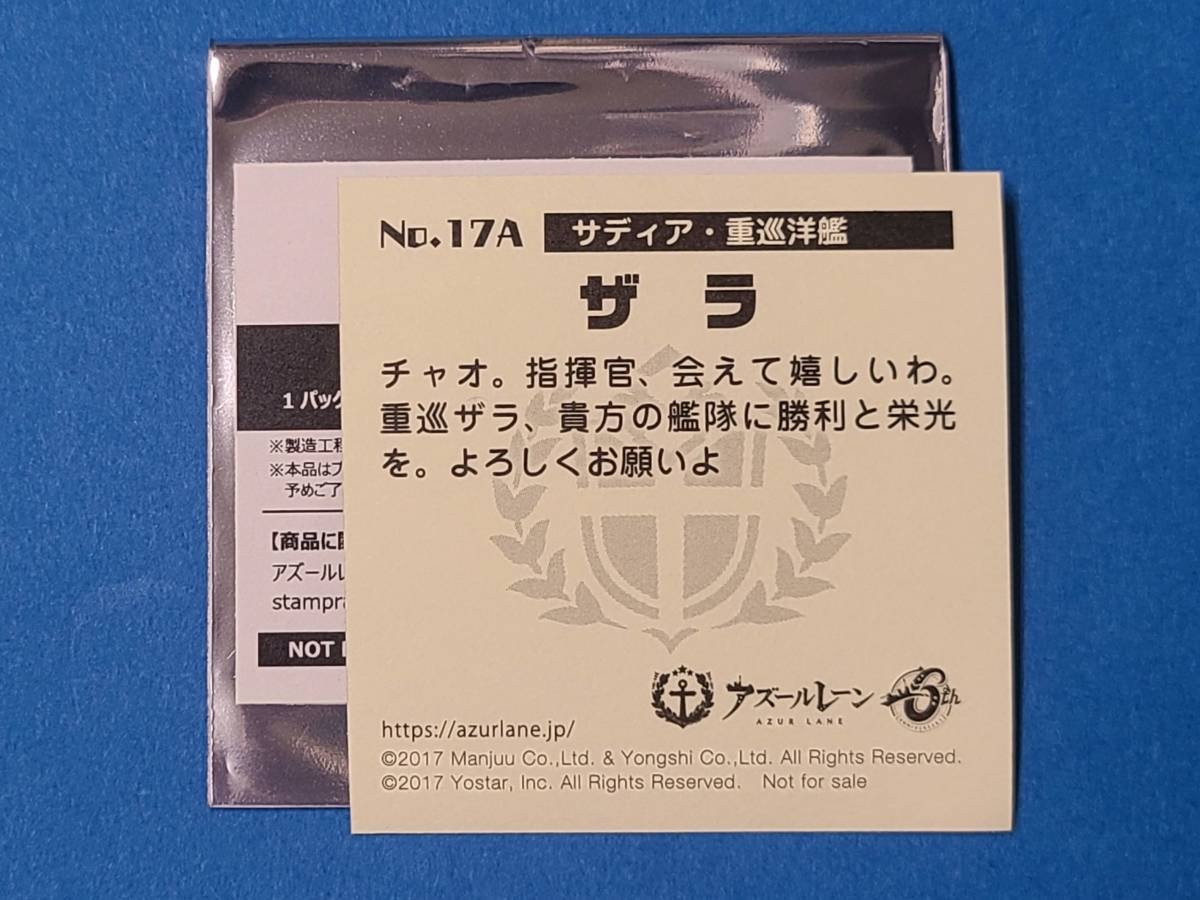 No.17A サディア・重巡洋艦
ザラ
チャオ。指揮官、会えて嬉しいわ。
重巡ザラ、貴方の艦隊に勝利と栄光
を。よろしくお願いよ
アズールレーン
AZUR LANE
6th
https://azurlane.jp/
©2017 Manjuu Co.,Ltd. & Yongshi Co.,Ltd. All Rights Reserved.
©2017 Yostar, Inc. All Rights Reserved. Not for sale
1パック
※製造工程
※本品はブ
予めご了
【商品に関
アズールレ
stampra
NOT